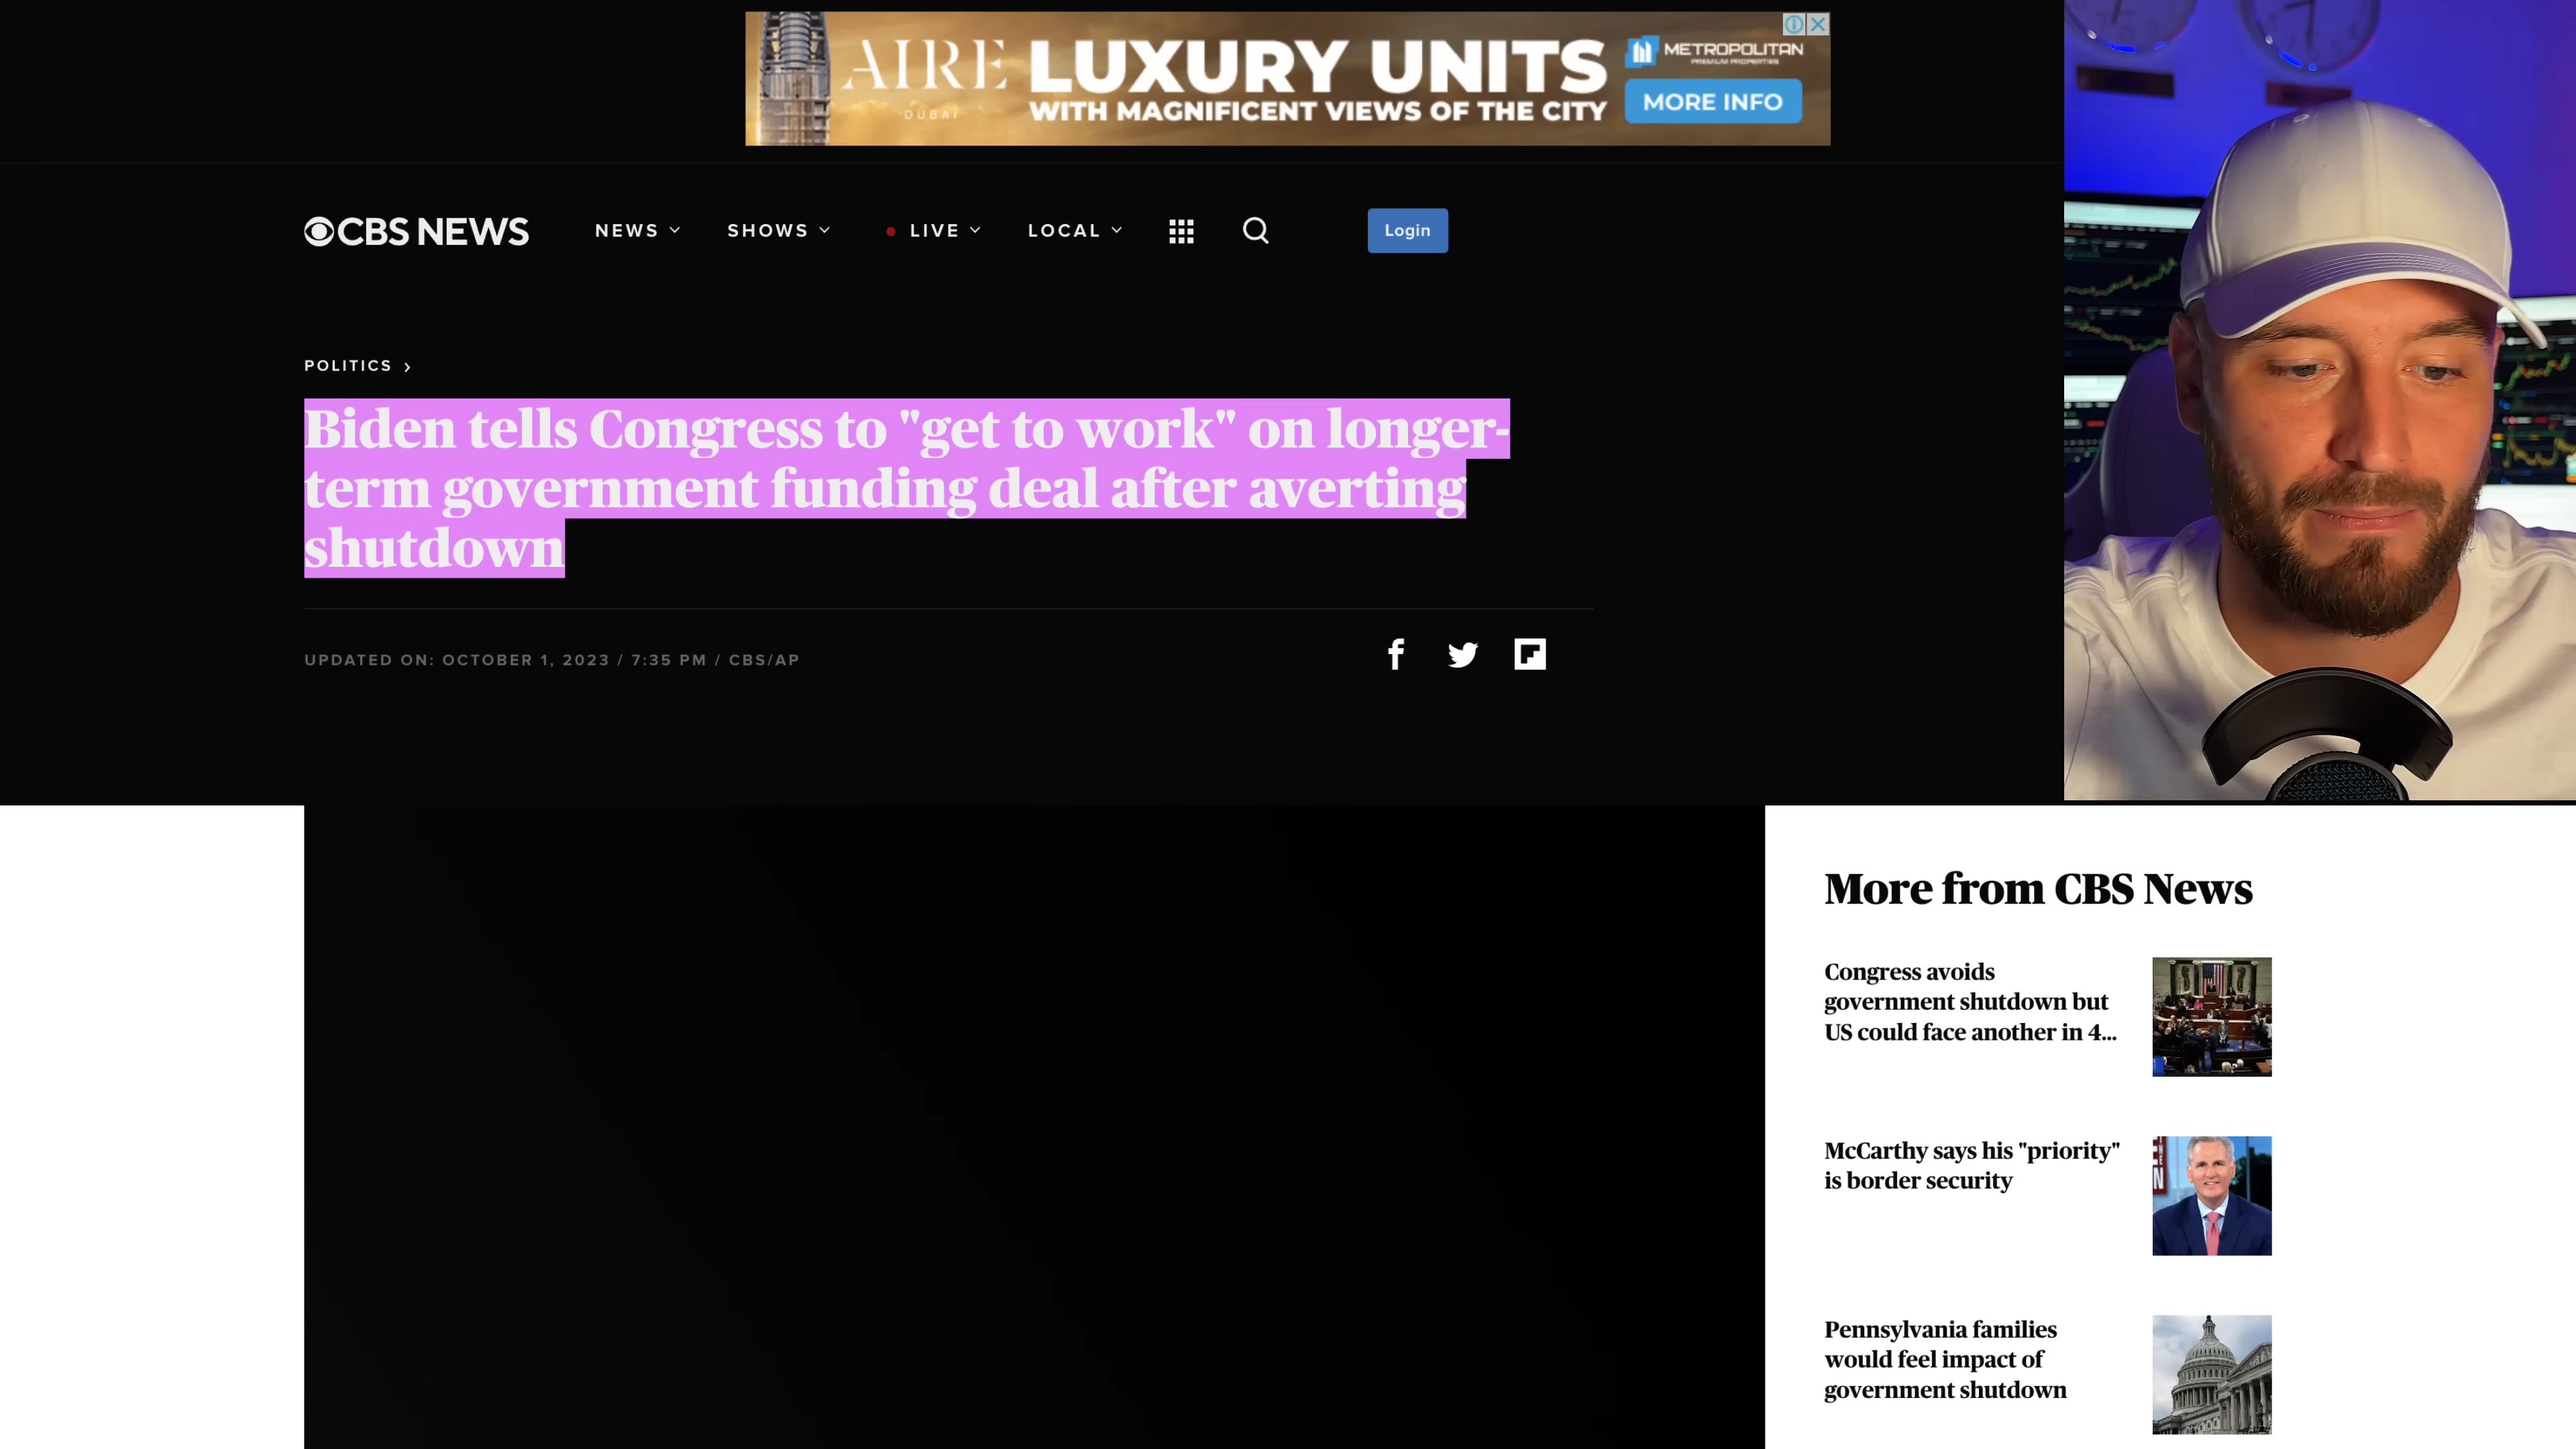 AIRE
DUBAI
LUXURY UNITS
WITH MAGNIFICENT VIEWS OF THE CITY
METROPOLITAN
PREMIUM PROPERTIES
MORE INFO
CBS NEWS
NEWS
SHOWS
LIVE
LOCAL
Login
POLITICS
Biden tells Congress to "get to work" on longer-
term government funding deal after averting
shutdown
UPDATED ON: OCTOBER 1, 2023 / 7:35 PM / CBS/AP
More from CBS News
Congress avoids
government shutdown but
US could face another in 4...
McCarthy says his "priority"
is border security
Pennsylvania families
would feel impact of
government shutdown